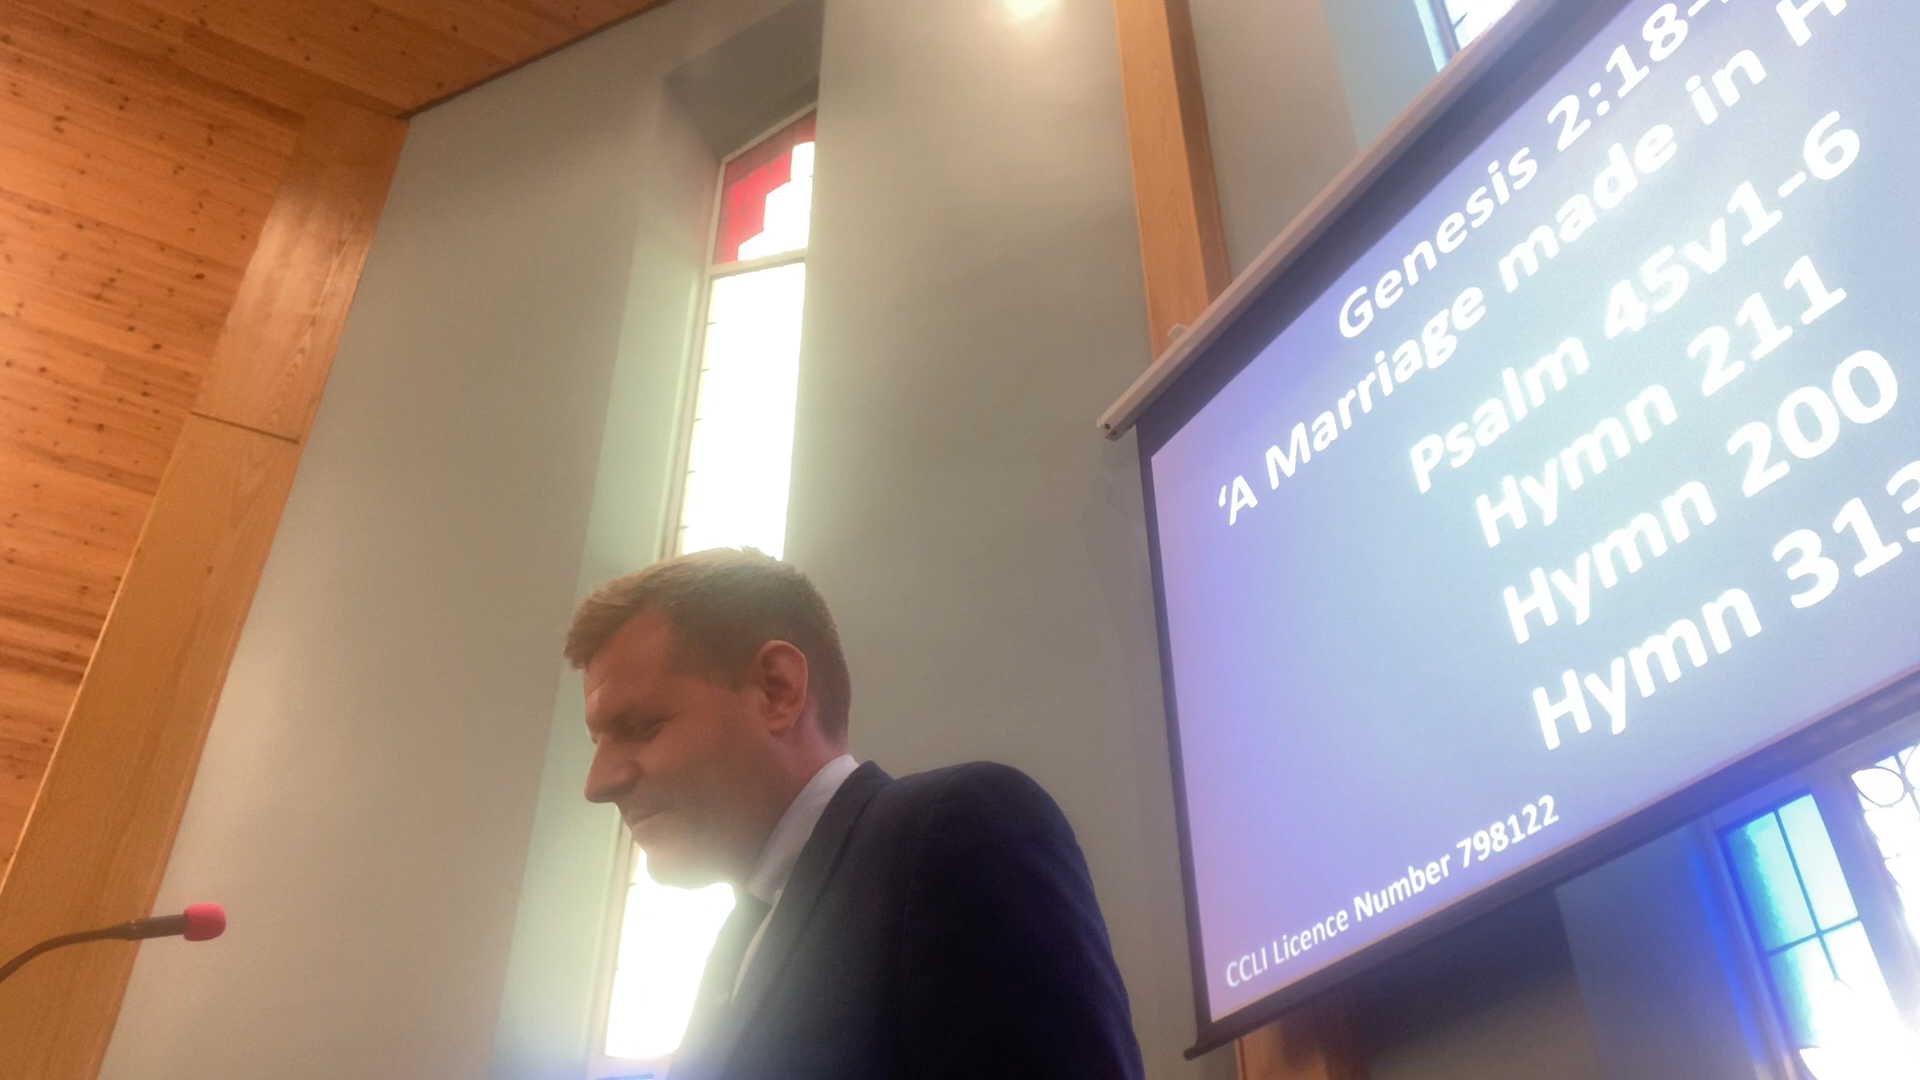 Genesis 2:18-
'A Marriage made in H
Psalm 45v1-6
Hymn 211
Hymn 200
Hymn 313
CCLI Licence Number 798122